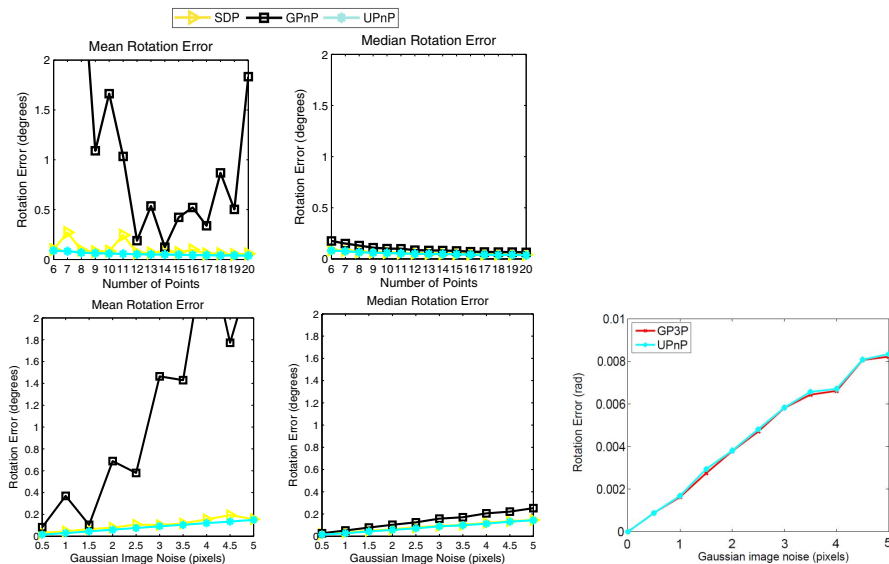 SDP GPnP UPnP
Mean Rotation Error
Rotation Error (degrees)
2
1.5
1
0.5
0
6 7 8 9 10 11 12 13 14 15 16 17 18 19 20
Number of Points
Median Rotation Error
Rotation Error (degrees)
2
1.5
1
0.5
0
6 7 8 9 10 11 12 13 14 15 16 17 18 19 20
Number of Points
Mean Rotation Error
Rotation Error (degrees)
2
1.8
1.6
1.4
1.2
1
0.8
0.6
0.4
0.2
0
0.5 1 1.5 2 2.5 3 3.5 4 4.5 5
Gaussian Image Noise (pixels)
Median Rotation Error
Rotation Error (degrees)
2
1.8
1.6
1.4
1.2
1
0.8
0.6
0.4
0.2
0
0.5 1 1.5 2 2.5 3 3.5 4 4.5 5
Gaussian Image Noise (pixels)
GP3P
UPnP
Rotation Error (rad)
0.01
0.008
0.006
0.004
0.002
0
0 1 2 3 4 5
Gaussian image noise (pixels)